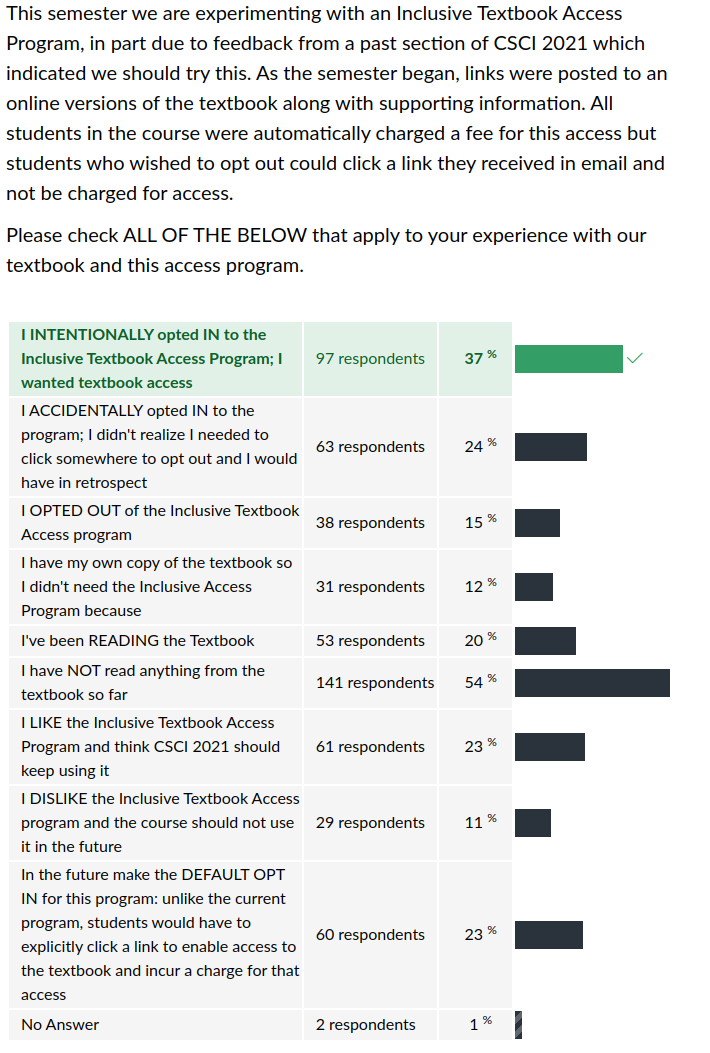 This semester we are experimenting with an Inclusive Textbook Access
Program, in part due to feedback from a past section of CSCI 2021 which
indicated we should try this. As the semester began, links were posted to an
online versions of the textbook along with supporting information. All
students in the course were automatically charged a fee for this access but
students who wished to opt out could click a link they received in email and
not be charged for access.
Please check ALL OF THE BELOW that apply to your experience with our
textbook and this access program.
I INTENTIONALLY opted IN to the
Inclusive Textbook Access Program; I
wanted textbook access
97 respondents
37 %
I ACCIDENTALLY opted IN to the
program; I didn't realize I needed to
click somewhere to opt out and I would
have in retrospect
63 respondents
24 %
I OPTED OUT of the Inclusive Textbook
Access program
38 respondents
15 %
I have my own copy of the textbook so
I didn't need the Inclusive Access
Program because
31 respondents
12 %
I've been READING the Textbook
53 respondents
20 %
I have NOT read anything from the
textbook so far
141 respondents
54 %
I LIKE the Inclusive Textbook Access
Program and think CSCI 2021 should
keep using it
61 respondents
23 %
I DISLIKE the Inclusive Textbook Access
program and the course should not use
it in the future
29 respondents
11 %
In the future make the DEFAULT OPT
IN for this program: unlike the current
program, students would have to
explicitly click a link to enable access to
the textbook and incur a charge for that
access
60 respondents
23 %
No Answer
2 respondents
1 %